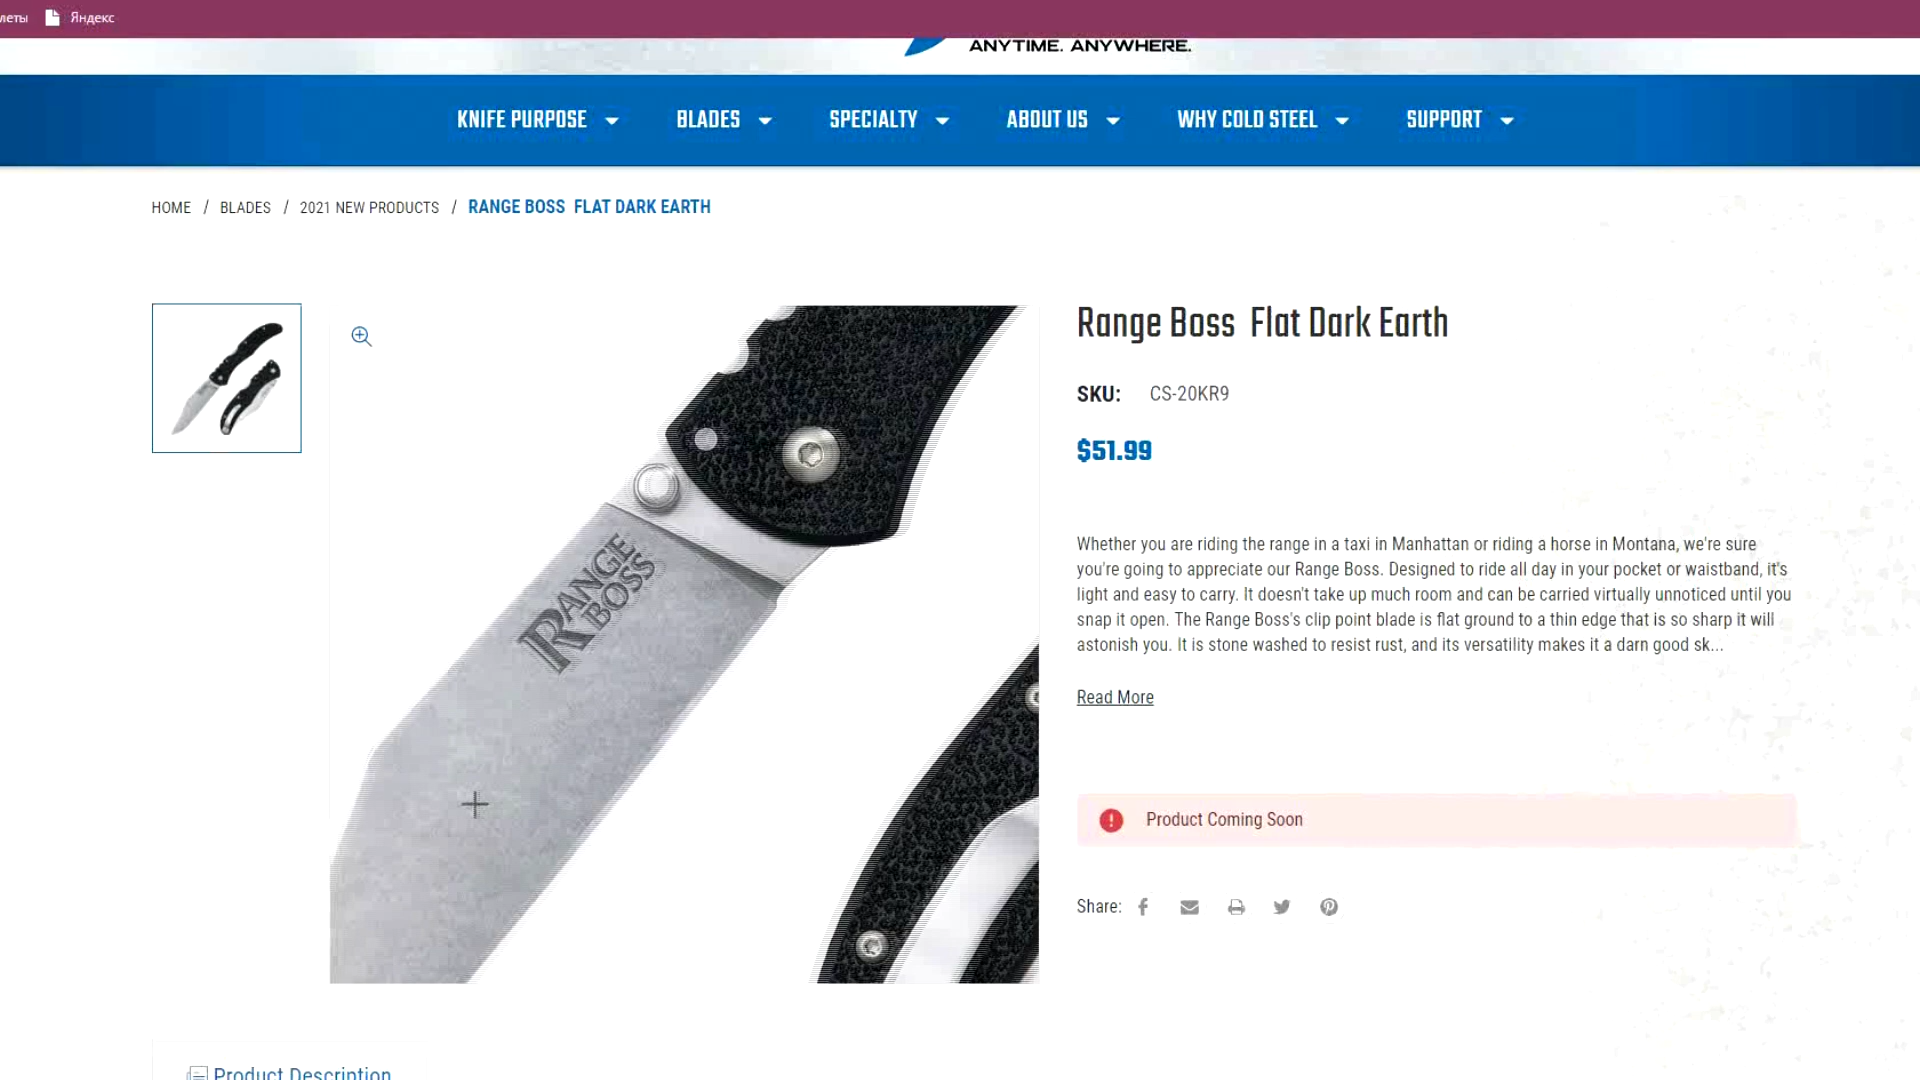 леты Яндекс
ANYTIME. ANYWHERE.
KNIFE PURPOSE BLADES SPECIALTY ABOUT US WHY COLD STEEL SUPPORT
HOME / BLADES / 2021 NEW PRODUCTS / RANGE BOSS FLAT DARK EARTH
Range Boss Flat Dark Earth
SKU: CS-20KR9
$51.99
RANGE
BOSS
Whether you are riding the range in a taxi in Manhattan or riding a horse in Montana, we're sure
you're going to appreciate our Range Boss. Designed to ride all day in your pocket or waistband, it's
light and easy to carry. It doesn't take up much room and can be carried virtually unnoticed until you
snap it open. The Range Boss's clip point blade is flat ground to a thin edge that is so sharp it will
astonish you. It is stone washed to resist rust, and its versatility makes it a darn good sk...
Read More
Product Coming Soon
Share:
Product Description